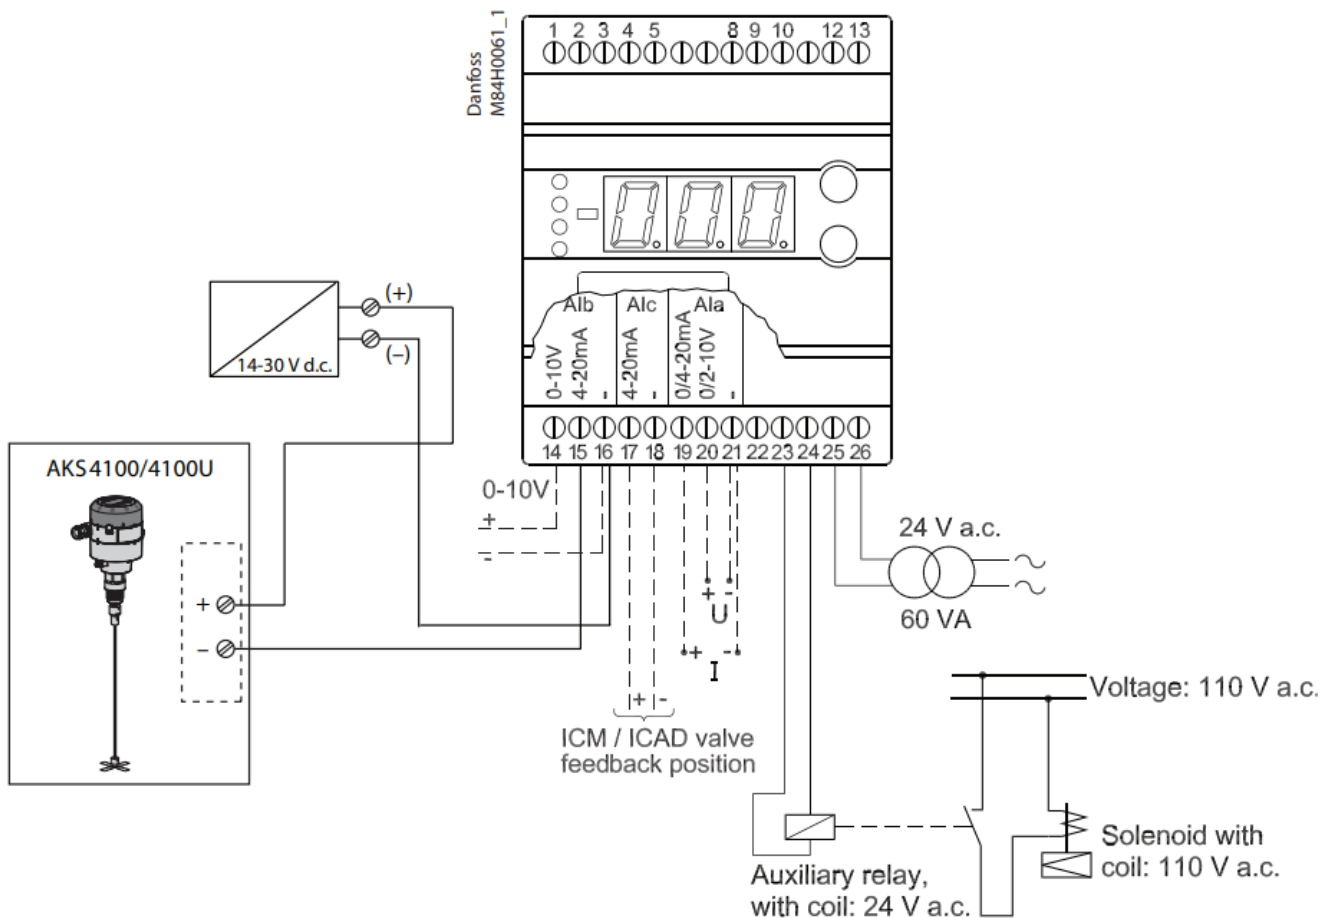 Danfoss
M84H0061_1
1 2 3 4 5 8 9 10 12 13
(+)
(–)
14-30 V d.c.
AIb AIc AIa
0-10V
4-20mA
-
4-20mA
-
0/4-20mA
0/2-10V
-
14 15 16 17 18 19 20 21 22 23 24 25 26
AKS 4100/4100U
+
–
0-10V
+
-
+ -
U
+ -
I
+ -
ICM / ICAD valve
feedback position
24 V a.c.
60 VA
Voltage: 110 V a.c.
Solenoid with
coil: 110 V a.c.
Auxiliary relay,
with coil: 24 V a.c.